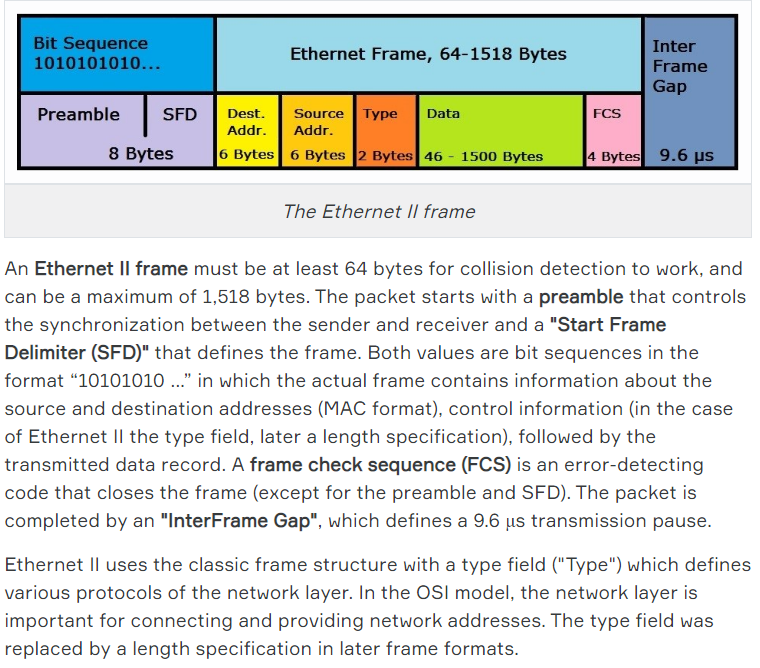 Bit Sequence
1010101010...
Ethernet Frame, 64-1518 Bytes
Inter
Frame
Gap
Preamble
SFD
8 Bytes
Dest.
Addr.
6 Bytes
Source
Addr.
6 Bytes
Type
2 Bytes
Data
46 - 1500 Bytes
FCS
4 Bytes
9.6 µs
The Ethernet II frame
An Ethernet II frame must be at least 64 bytes for collision detection to work, and
can be a maximum of 1,518 bytes. The packet starts with a preamble that controls
the synchronization between the sender and receiver and a "Start Frame
Delimiter (SFD)" that defines the frame. Both values are bit sequences in the
format “10101010 ...” in which the actual frame contains information about the
source and destination addresses (MAC format), control information (in the case
of Ethernet II the type field, later a length specification), followed by the
transmitted data record. A frame check sequence (FCS) is an error-detecting
code that closes the frame (except for the preamble and SFD). The packet is
completed by an "InterFrame Gap", which defines a 9.6 µs transmission pause.
Ethernet II uses the classic frame structure with a type field ("Type") which defines
various protocols of the network layer. In the OSI model, the network layer is
important for connecting and providing network addresses. The type field was
replaced by a length specification in later frame formats.